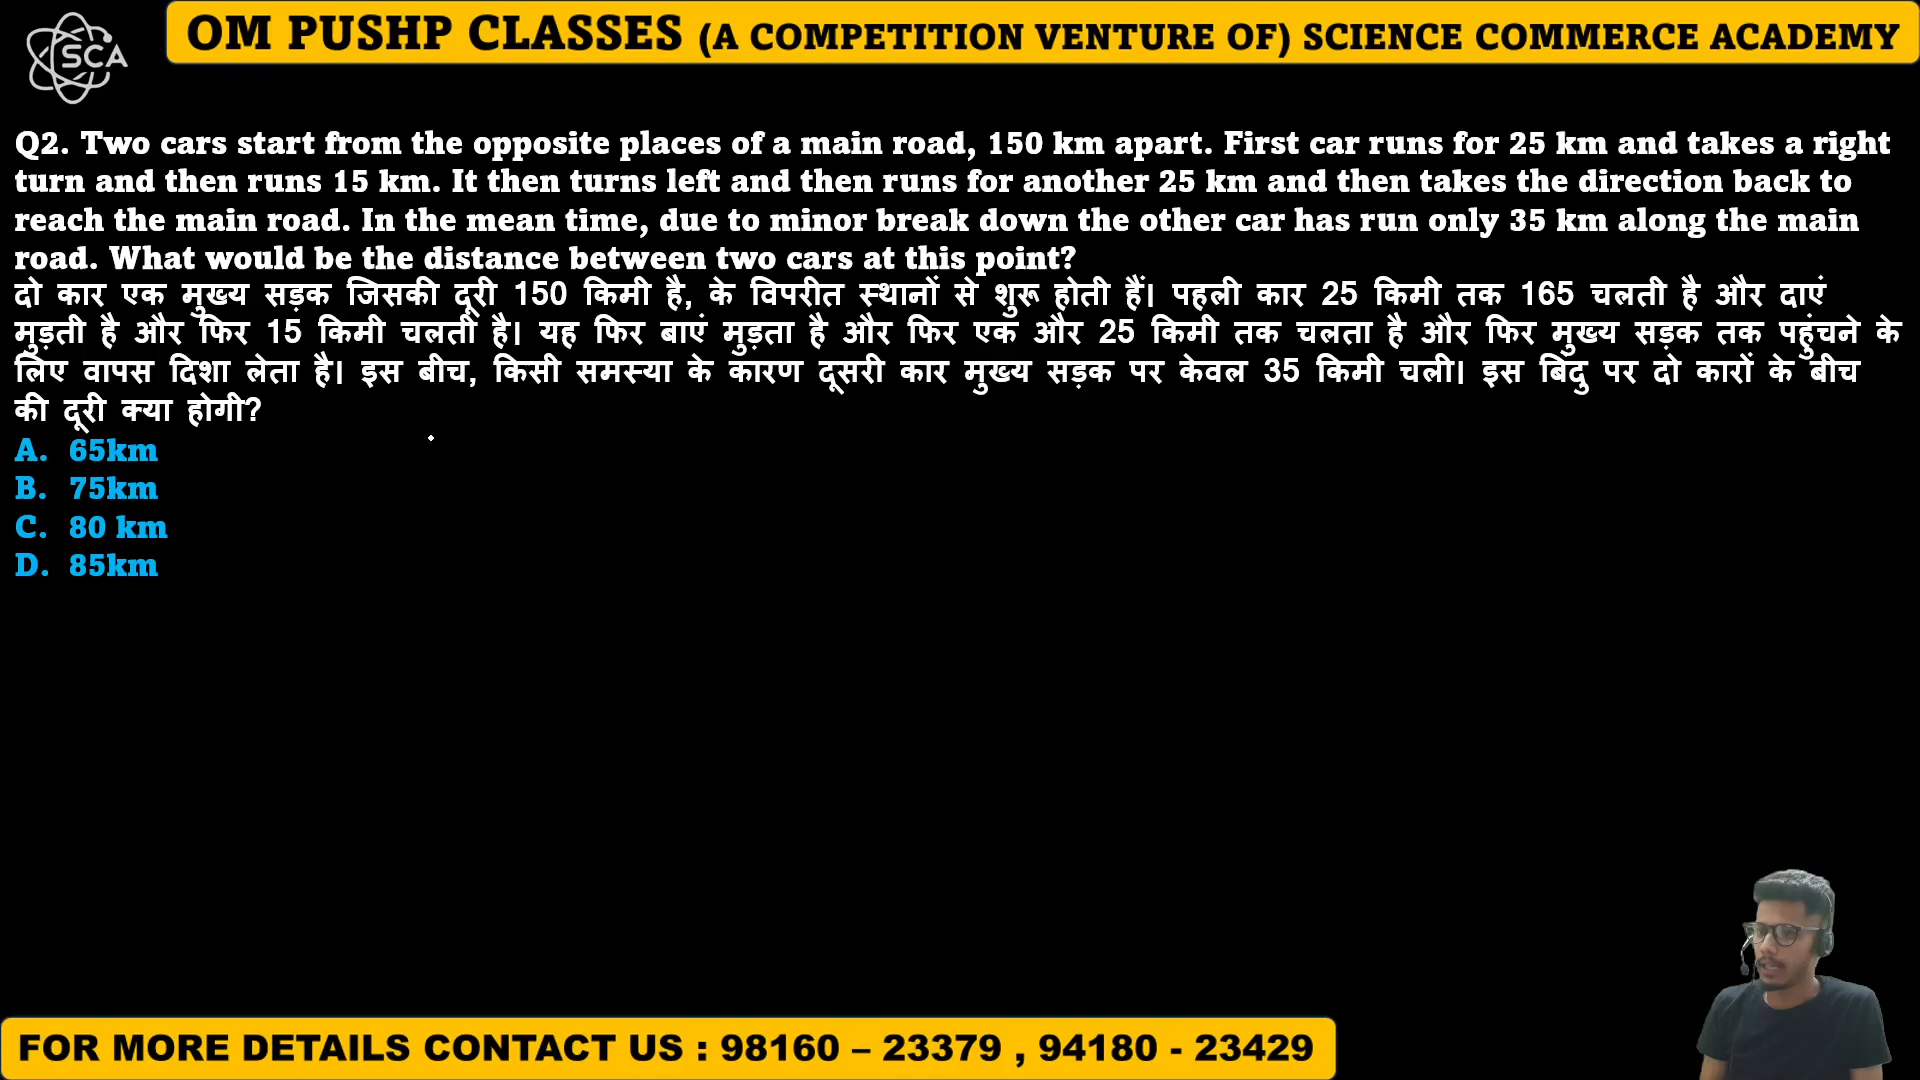 SCA
OM PUSHP CLASSES (A COMPETITION VENTURE OF) SCIENCE COMMERCE ACADEMY
Q2. Two cars start from the opposite places of a main road, 150 km apart. First car runs for 25 km and takes a right
turn and then runs 15 km. It then turns left and then runs for another 25 km and then takes the direction back to
reach the main road. In the mean time, due to minor break down the other car has run only 35 km along the main
road. What would be the distance between two cars at this point?
दो कार एक मुख्य सड़क जिसकी दूरी 150 किमी है, के विपरीत स्थानों से शुरू होती हैं। पहली कार 25 किमी तक 165 चलती है और दाएं
मुड़ती है और फिर 15 किमी चलती है। यह फिर बाएं मुड़ता है और फिर एक और 25 किमी तक चलता है और फिर मुख्य सड़क तक पहुंचने के
लिए वापस दिशा लेता है। इस बीच, किसी समस्या के कारण दूसरी कार मुख्य सड़क पर केवल 35 किमी चली। इस बिंदु पर दो कारों के बीच
की दूरी क्या होगी?
A. 65km
B. 75km
C. 80 km
D. 85km
FOR MORE DETAILS CONTACT US : 98160 – 23379 , 94180 - 23429